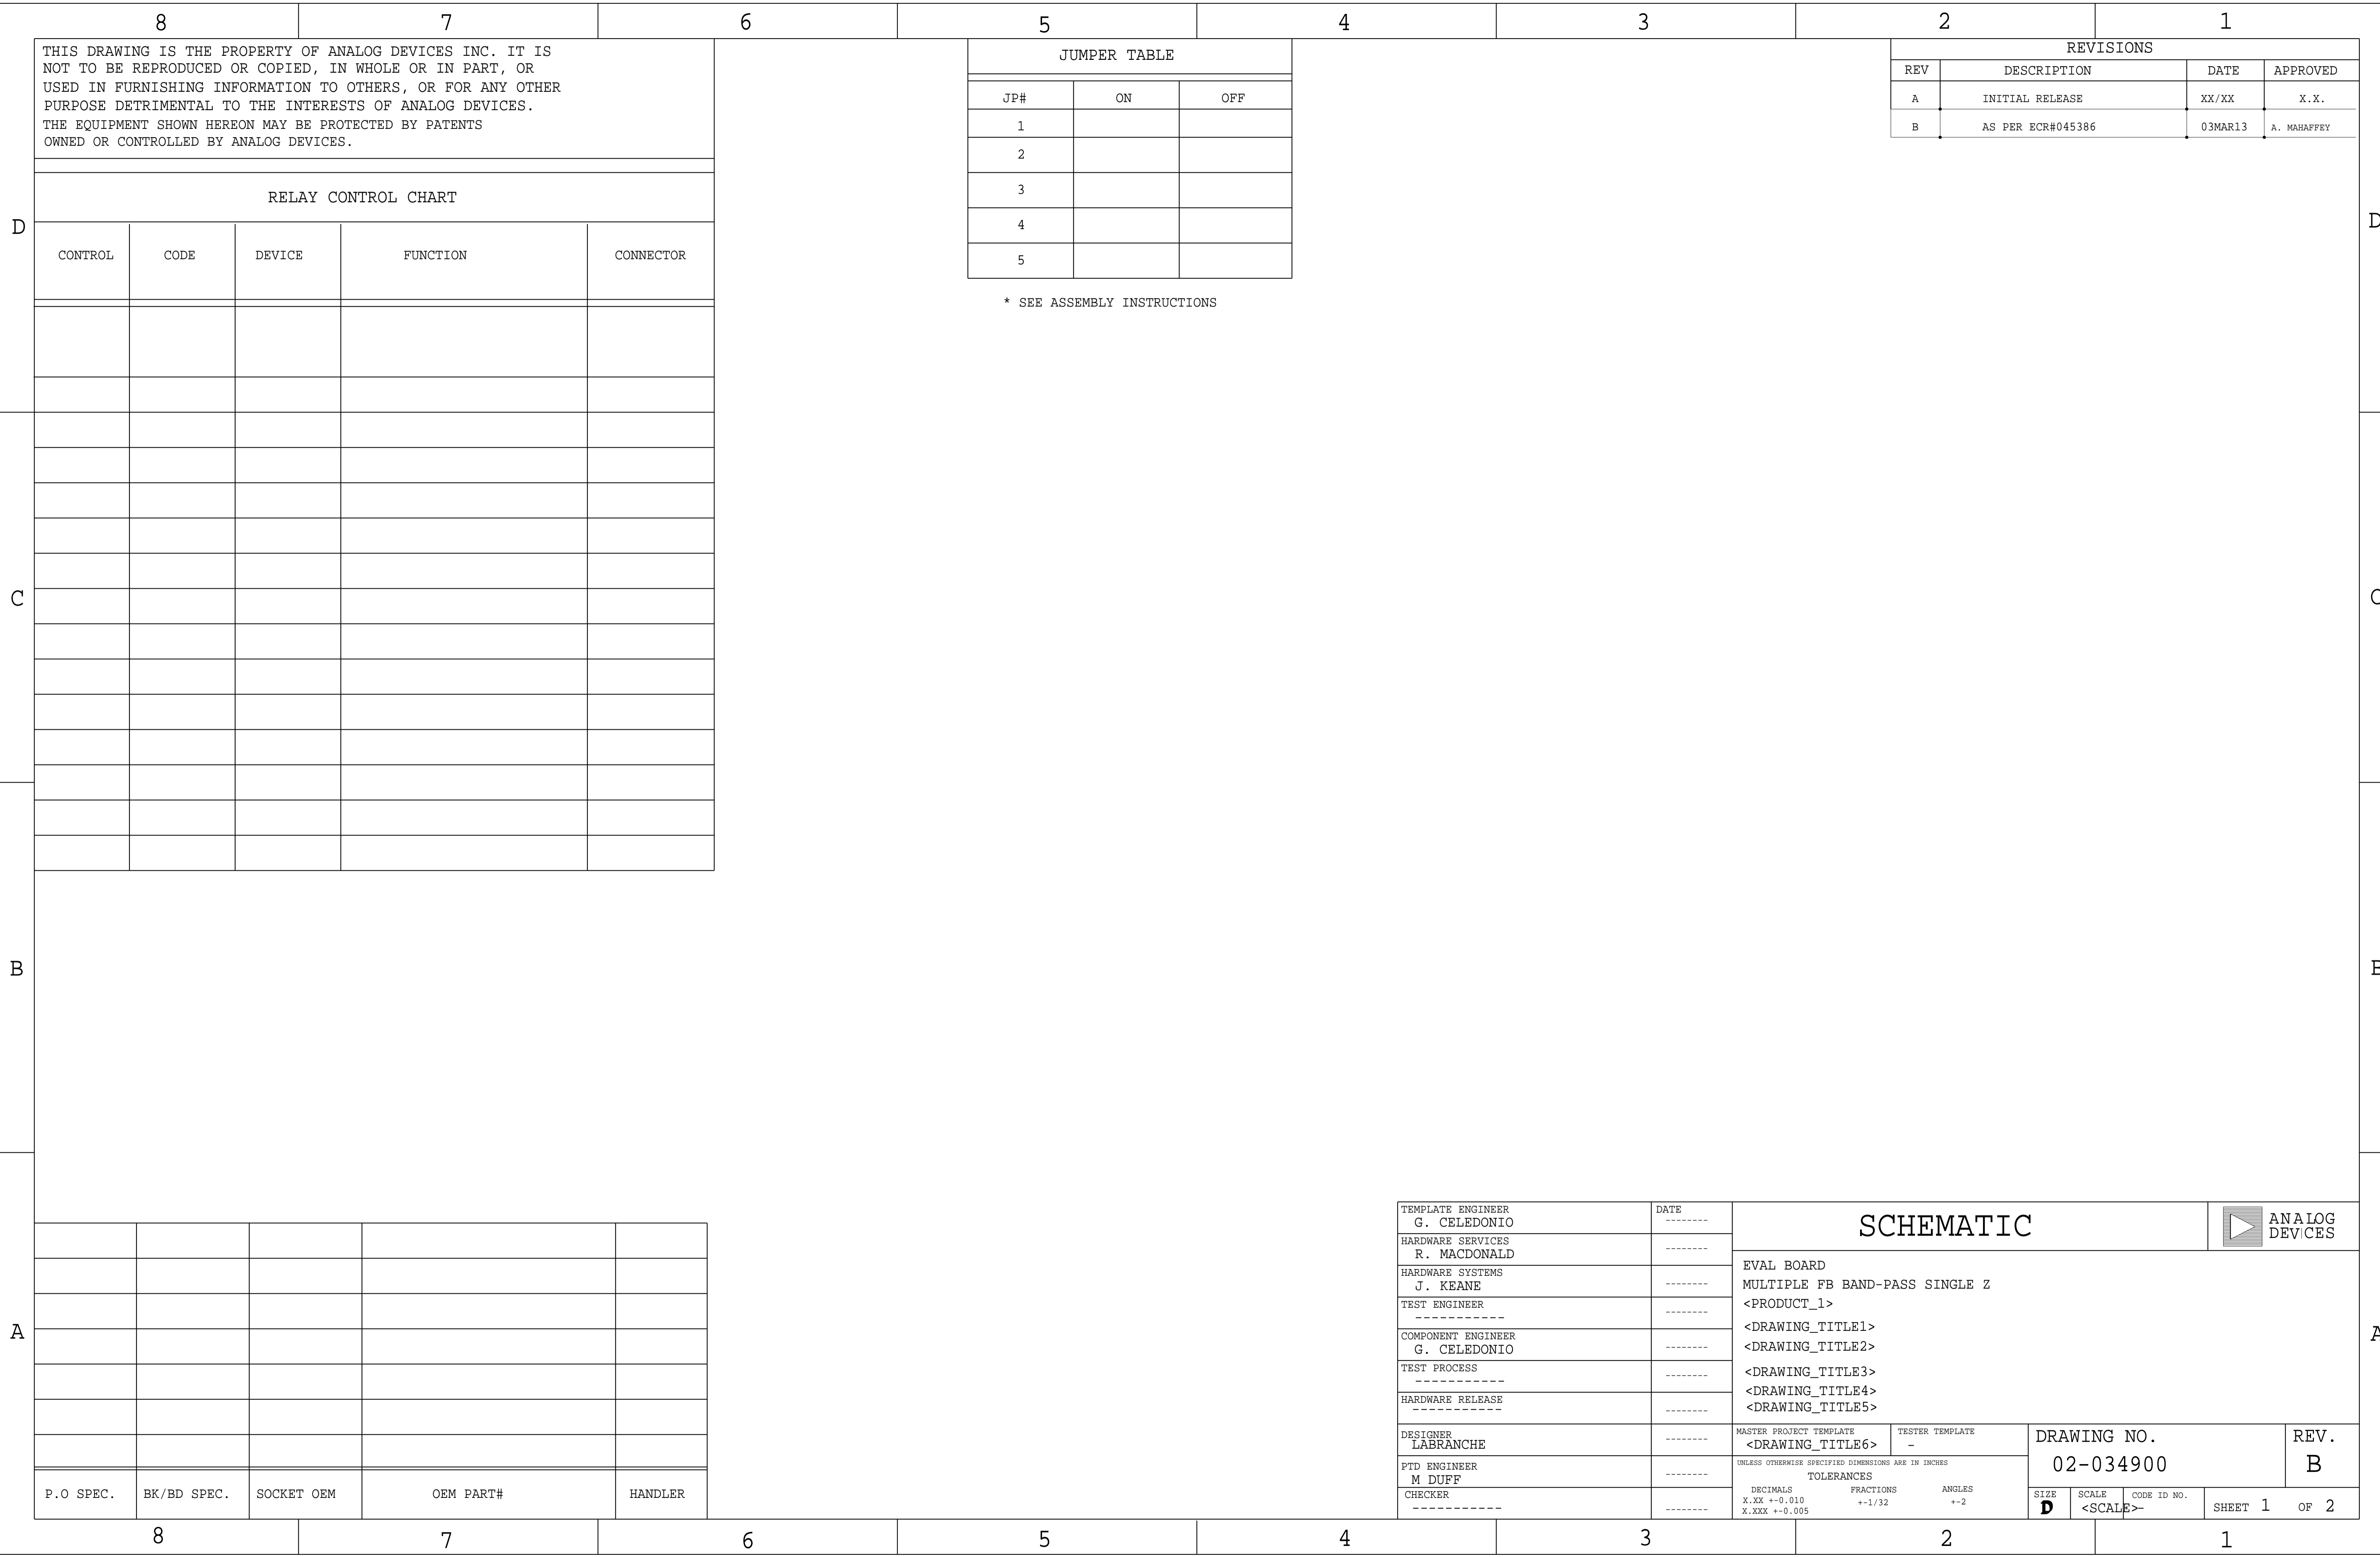 8 7 6 5 4 3 2 1
THIS DRAWING IS THE PROPERTY OF ANALOG DEVICES INC. IT IS
NOT TO BE REPRODUCED OR COPIED, IN WHOLE OR IN PART, OR
USED IN FURNISHING INFORMATION TO OTHERS, OR FOR ANY OTHER
PURPOSE DETRIMENTAL TO THE INTERESTS OF ANALOG DEVICES.
THE EQUIPMENT SHOWN HEREON MAY BE PROTECTED BY PATENTS
OWNED OR CONTROLLED BY ANALOG DEVICES.
RELAY CONTROL CHART
CONTROL CODE DEVICE FUNCTION CONNECTOR
JUMPER TABLE
JP# ON OFF
1
2
3
4
5
* SEE ASSEMBLY INSTRUCTIONS
REVISIONS
REV DESCRIPTION DATE APPROVED
A INITIAL RELEASE XX/XX X.X.
B AS PER ECR#045386 03MAR13 A. MAHAFFEY
D D
C C
B B
A A
P.O SPEC. BK/BD SPEC. SOCKET OEM OEM PART# HANDLER
TEMPLATE ENGINEER DATE
G. CELEDONIO --------
HARDWARE SERVICES
R. MACDONALD --------
HARDWARE SYSTEMS
J. KEANE --------
TEST ENGINEER
----------- --------
COMPONENT ENGINEER
G. CELEDONIO --------
TEST PROCESS
----------- --------
HARDWARE RELEASE
----------- --------
DESIGNER
LABRANCHE --------
PTD ENGINEER
M DUFF --------
CHECKER
----------- --------
SCHEMATIC
ANALOG
DEVICES
EVAL BOARD
MULTIPLE FB BAND-PASS SINGLE Z
<PRODUCT_1>
<DRAWING_TITLE1>
<DRAWING_TITLE2>
<DRAWING_TITLE3>
<DRAWING_TITLE4>
<DRAWING_TITLE5>
MASTER PROJECT TEMPLATE
<DRAWING_TITLE6>
TESTER TEMPLATE
-
UNLESS OTHERWISE SPECIFIED DIMENSIONS ARE IN INCHES
TOLERANCES
DECIMALS FRACTIONS ANGLES
X.XX +-0.010 +-1/32 +-2
X.XXX +-0.005
DRAWING NO.
02-034900
REV.
B
SIZE
D
SCALE
<SCALE>
CODE ID NO.
-
SHEET 1 OF 2
8 7 6 5 4 3 2 1